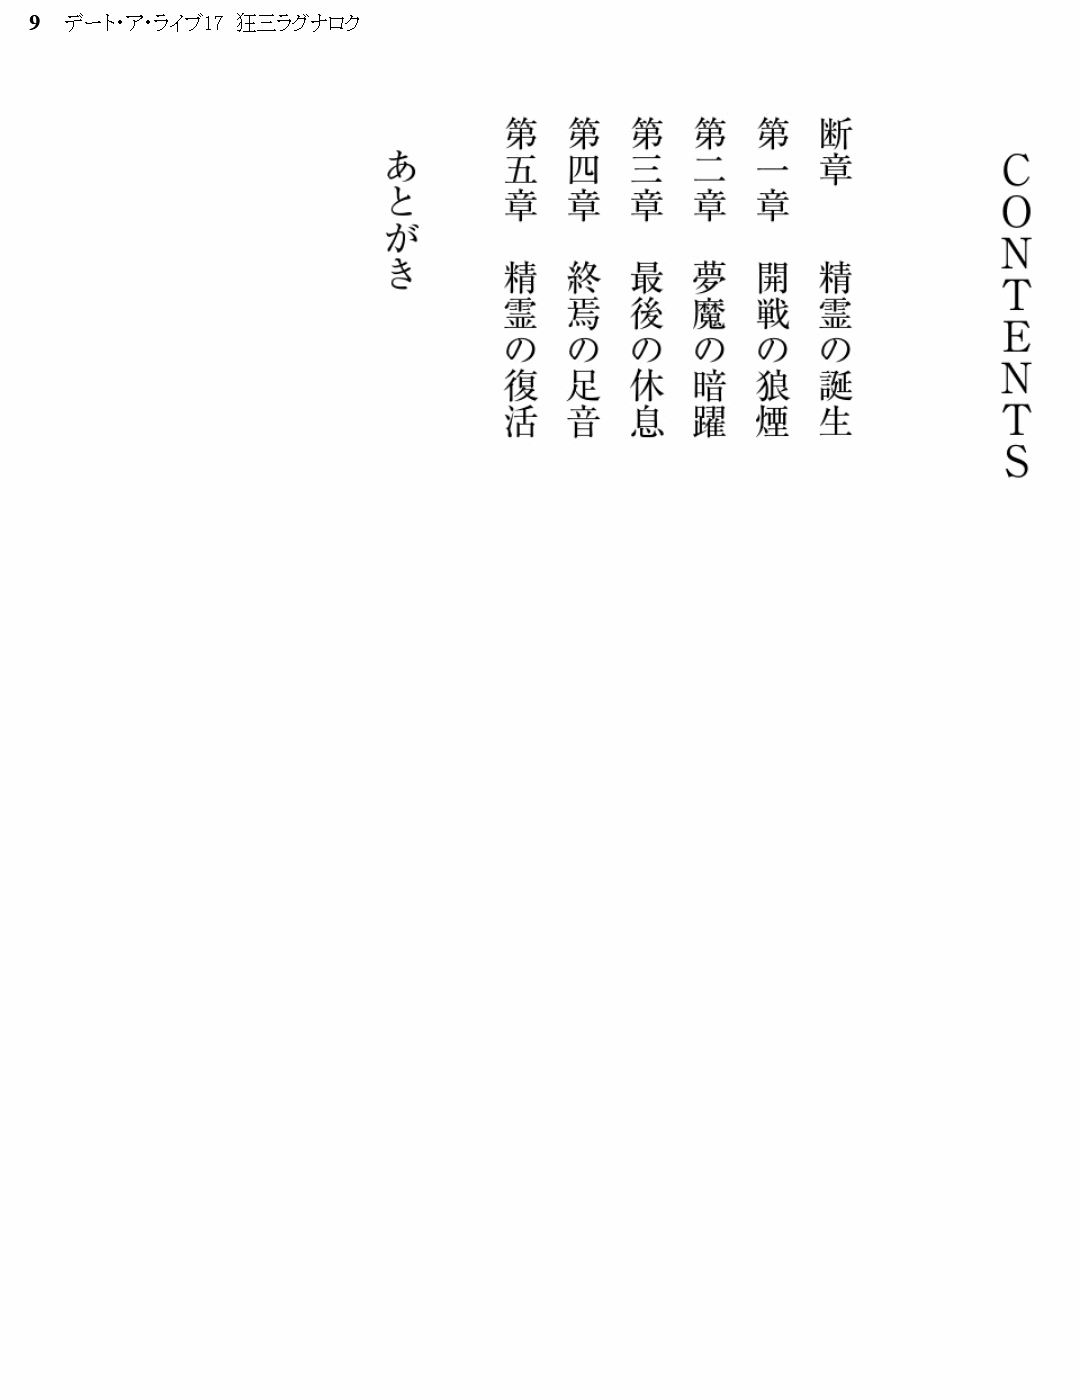 9 デート・ア・ライブ17 狂三ラグナロク
CONTENTS
断章 精霊の誕生
第一章 開戦の狼煙
第二章 夢魔の暗躍
第三章 最後の休息
第四章 終焉の足音
第五章 精霊の復活
あとがき